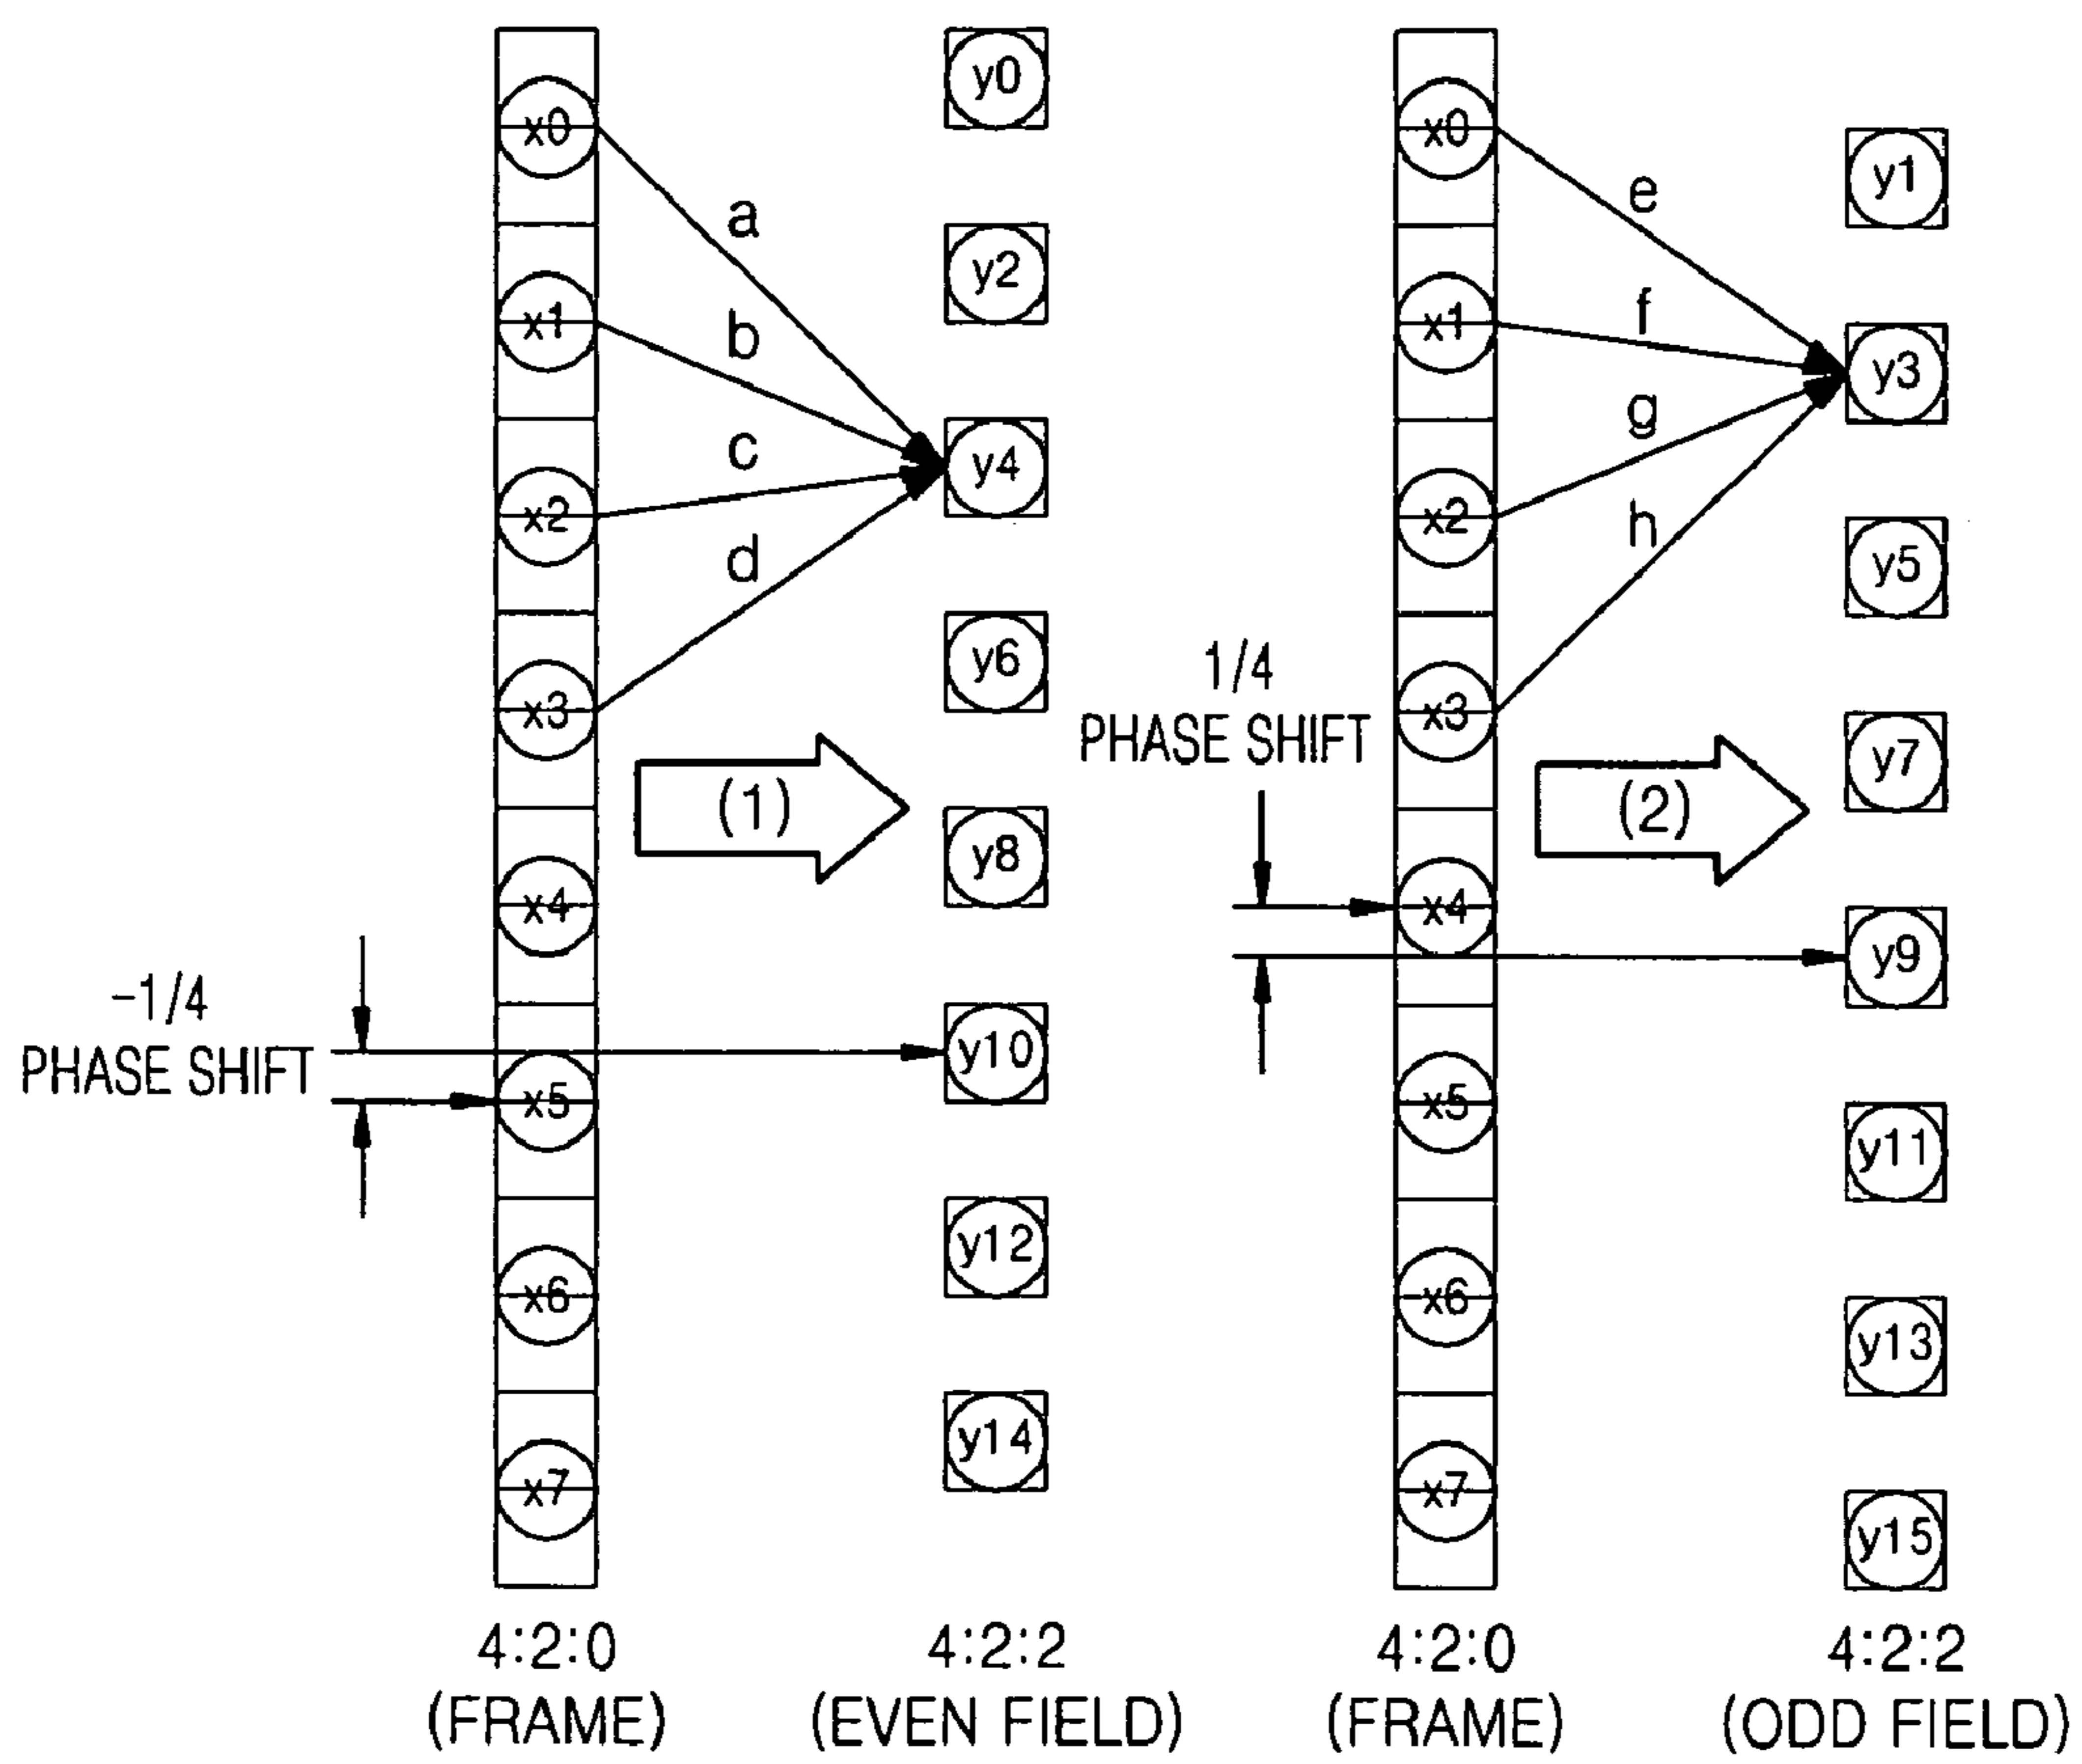 x0
x1
x2
x3
x4
x5
x6
x7
a
b
c
d
(1)
-1/4
PHASE SHIFT
y0
y2
y4
y6
y8
y10
y12
y14
4:2:0
(FRAME)
4:2:2
(EVEN FIELD)
x0
x1
x2
x3
x4
x5
x6
x7
e
f
g
h
(2)
1/4
PHASE SHIFT
y1
y3
y5
y7
y9
y11
y13
y15
4:2:0
(FRAME)
4:2:2
(ODD FIELD)